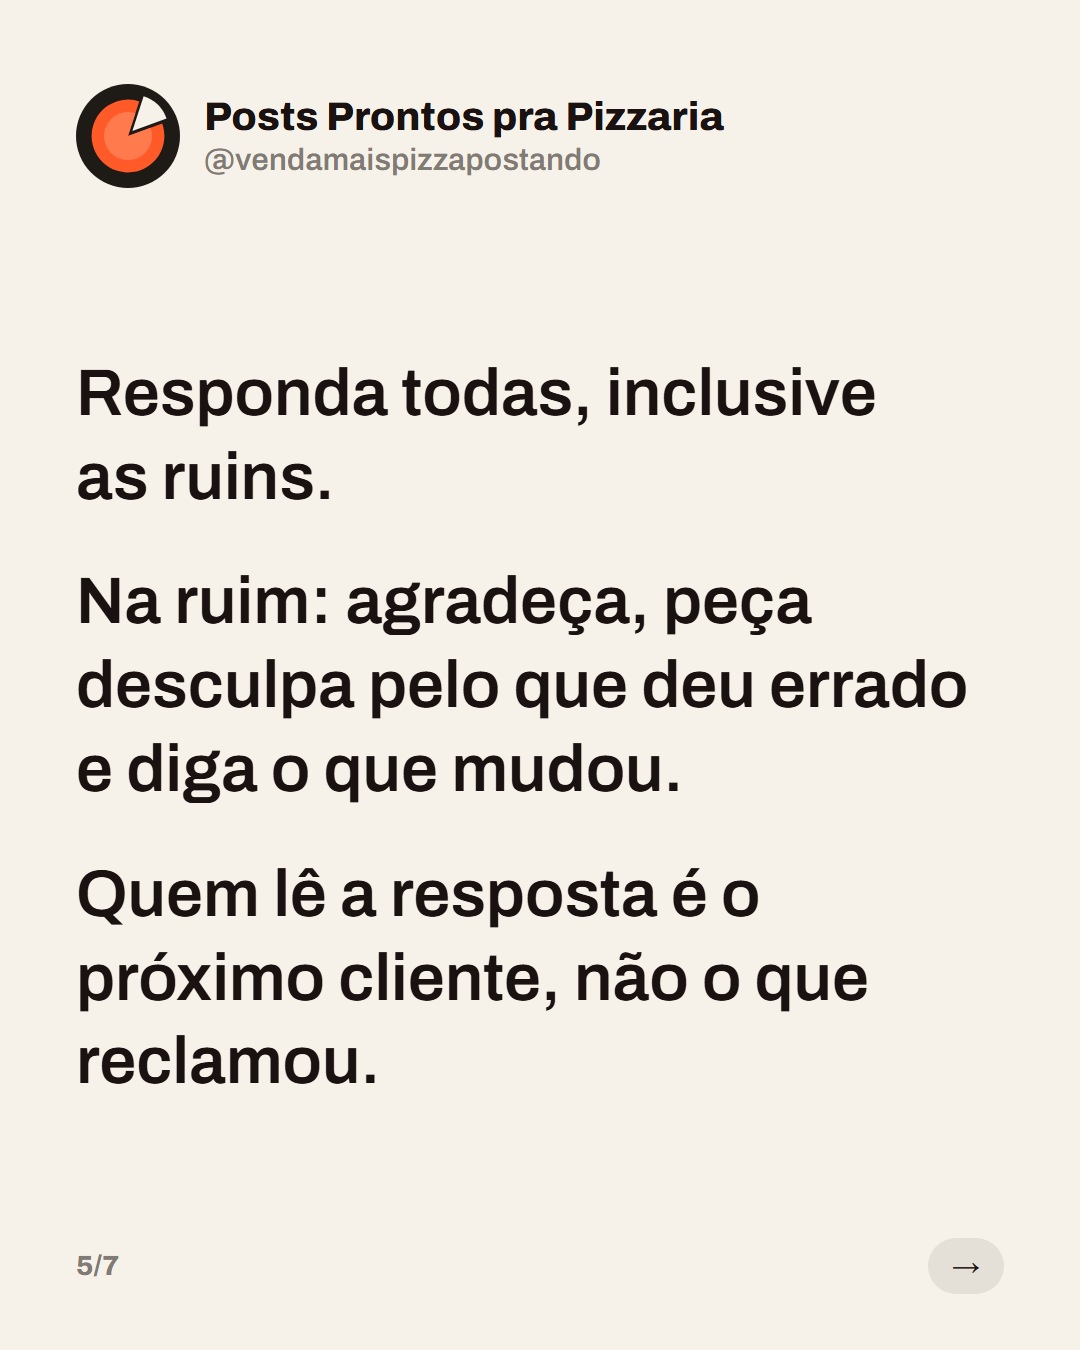 Posts Prontos pra Pizzaria
@vendamaispizzapostando
Responda todas, inclusive
as ruins.
Na ruim: agradeça, peça
desculpa pelo que deu errado
e diga o que mudou.
Quem lê a resposta é o
próximo cliente, não o que
reclamou.
5/7
→